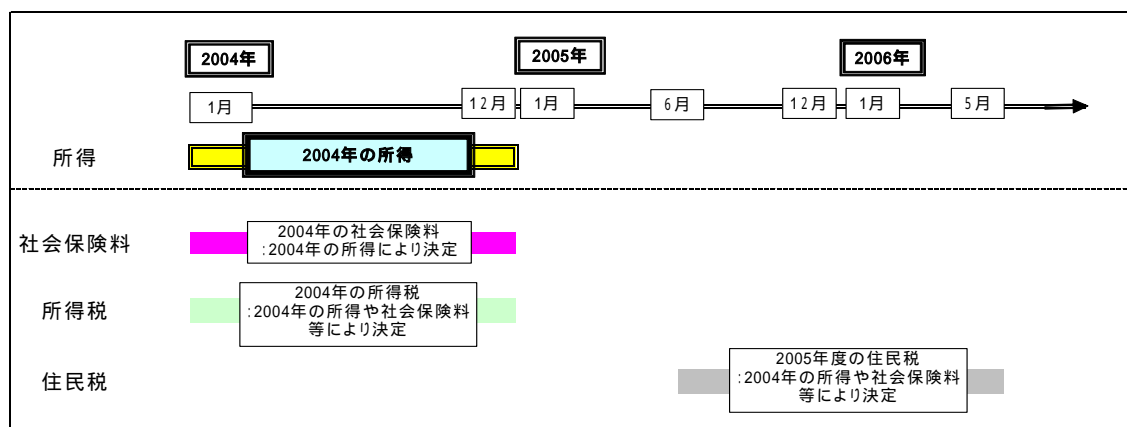 2004年
2005年
2006年
1月
12月
1月
6月
12月
1月
5月
所得
2004年の所得
社会保険料
2004年の社会保険料
:2004年の所得により決定
所得税
2004年の所得税
:2004年の所得や社会保険料
等により決定
住民税
2005年度の住民税
:2004年の所得や社会保険料
等により決定